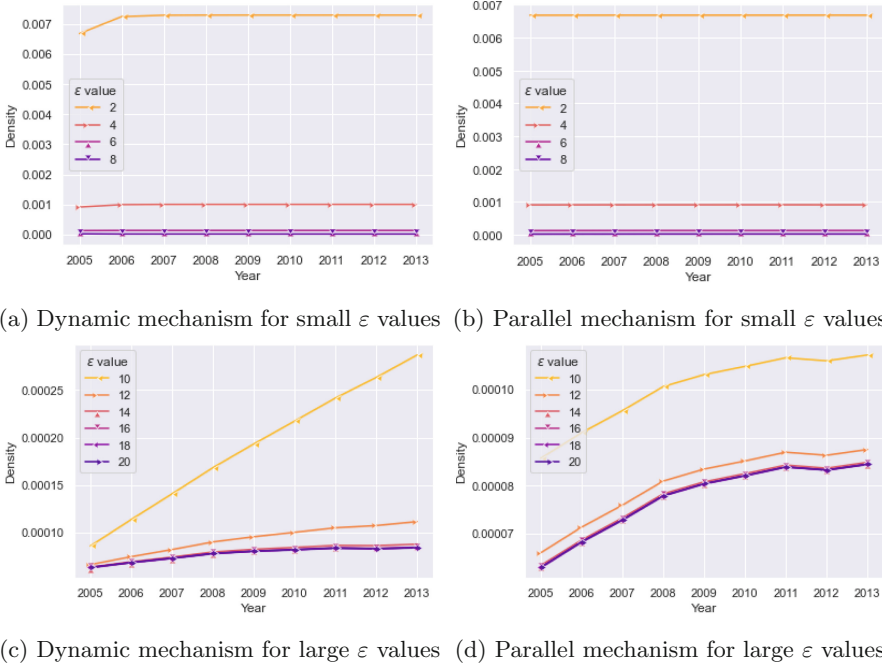 0.007
0.006
0.005
0.004
0.003
0.002
0.001
0.000
Density
ε value
2
4
6
8
2005 2006 2007 2008 2009 2010 2011 2012 2013
Year
0.007
0.006
0.005
0.004
0.003
0.002
0.001
0.000
Density
ε value
2
4
6
8
2005 2006 2007 2008 2009 2010 2011 2012 2013
Year
(a) Dynamic mechanism for small ε values
(b) Parallel mechanism for small ε values
0.00025
0.00020
0.00015
0.00010
Density
ε value
10
12
14
16
18
20
2005 2006 2007 2008 2009 2010 2011 2012 2013
Year
0.00010
0.00009
0.00008
0.00007
Density
ε value
10
12
14
16
18
20
2005 2006 2007 2008 2009 2010 2011 2012 2013
Year
(c) Dynamic mechanism for large ε values
(d) Parallel mechanism for large ε values